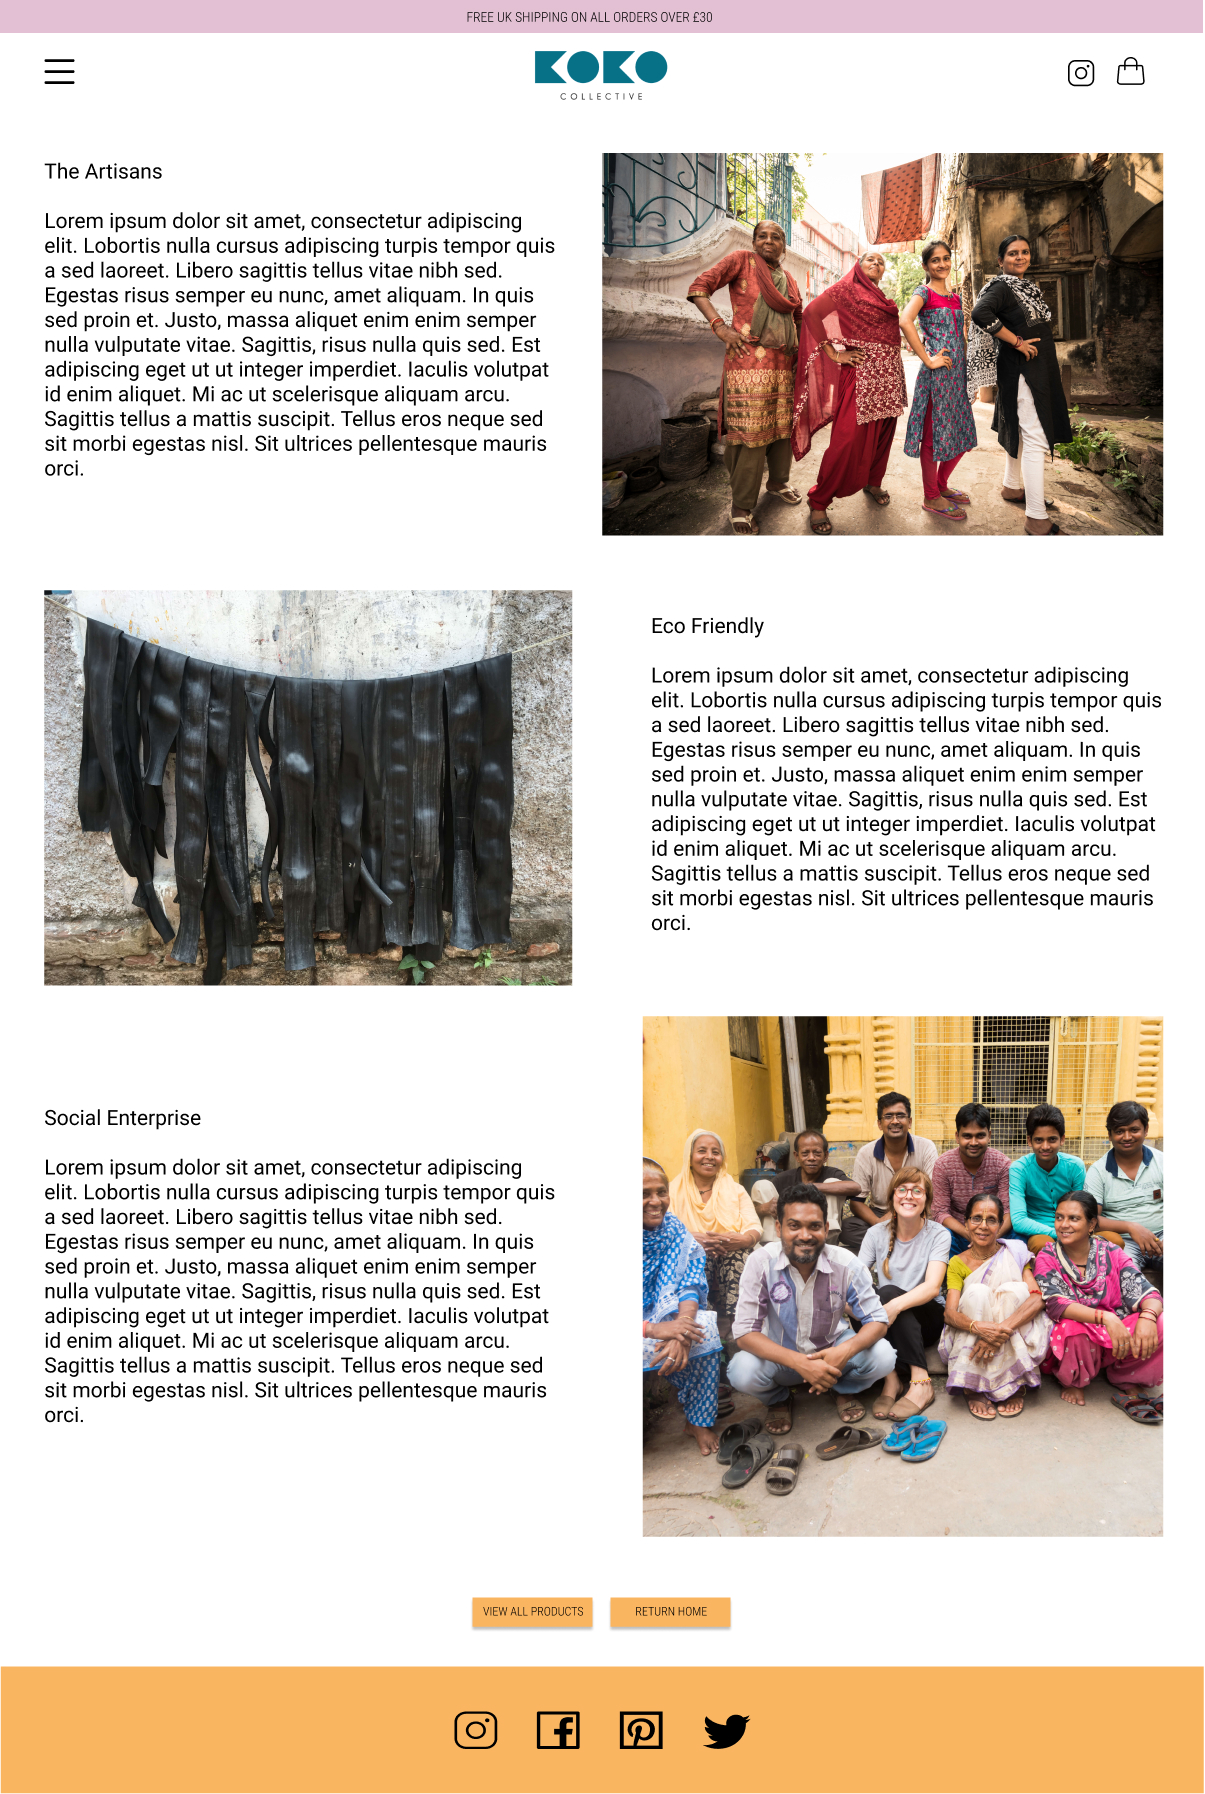 FREE UK SHIPPING ON ALL ORDERS OVER £30
KOKO
COLLECTIVE
The Artisans
Lorem ipsum dolor sit amet, consectetur adipiscing
elit. Lobortis nulla cursus adipiscing turpis tempor quis
a sed laoreet. Libero sagittis tellus vitae nibh sed.
Egestas risus semper eu nunc, amet aliquam. In quis
sed proin et. Justo, massa aliquet enim enim semper
nulla vulputate vitae. Sagittis, risus nulla quis sed. Est
adipiscing eget ut ut integer imperdiet. Iaculis volutpat
id enim aliquet. Mi ac ut scelerisque aliquam arcu.
Sagittis tellus a mattis suscipit. Tellus eros neque sed
sit morbi egestas nisl. Sit ultrices pellentesque mauris
orci.
Eco Friendly
Lorem ipsum dolor sit amet, consectetur adipiscing
elit. Lobortis nulla cursus adipiscing turpis tempor quis
a sed laoreet. Libero sagittis tellus vitae nibh sed.
Egestas risus semper eu nunc, amet aliquam. In quis
sed proin et. Justo, massa aliquet enim enim semper
nulla vulputate vitae. Sagittis, risus nulla quis sed. Est
adipiscing eget ut ut integer imperdiet. Iaculis volutpat
id enim aliquet. Mi ac ut scelerisque aliquam arcu.
Sagittis tellus a mattis suscipit. Tellus eros neque sed
sit morbi egestas nisl. Sit ultrices pellentesque mauris
orci.
Social Enterprise
Lorem ipsum dolor sit amet, consectetur adipiscing
elit. Lobortis nulla cursus adipiscing turpis tempor quis
a sed laoreet. Libero sagittis tellus vitae nibh sed.
Egestas risus semper eu nunc, amet aliquam. In quis
sed proin et. Justo, massa aliquet enim enim semper
nulla vulputate vitae. Sagittis, risus nulla quis sed. Est
adipiscing eget ut ut integer imperdiet. Iaculis volutpat
id enim aliquet. Mi ac ut scelerisque aliquam arcu.
Sagittis tellus a mattis suscipit. Tellus eros neque sed
sit morbi egestas nisl. Sit ultrices pellentesque mauris
orci.
VIEW ALL PRODUCTS
RETURN HOME